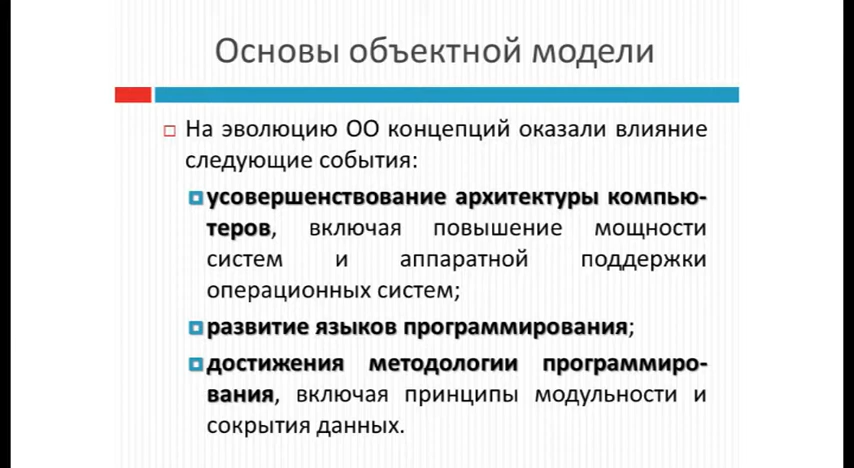 Основы объектной модели
На эволюцию ОО концепций оказали влияние
следующие события:
усовершенствование архитектуры компью-
теров, включая повышение мощности
систем и аппаратной поддержки
операционных систем;
развитие языков программирования;
достижения методологии программиро-
вания, включая принципы модульности и
сокрытия данных.